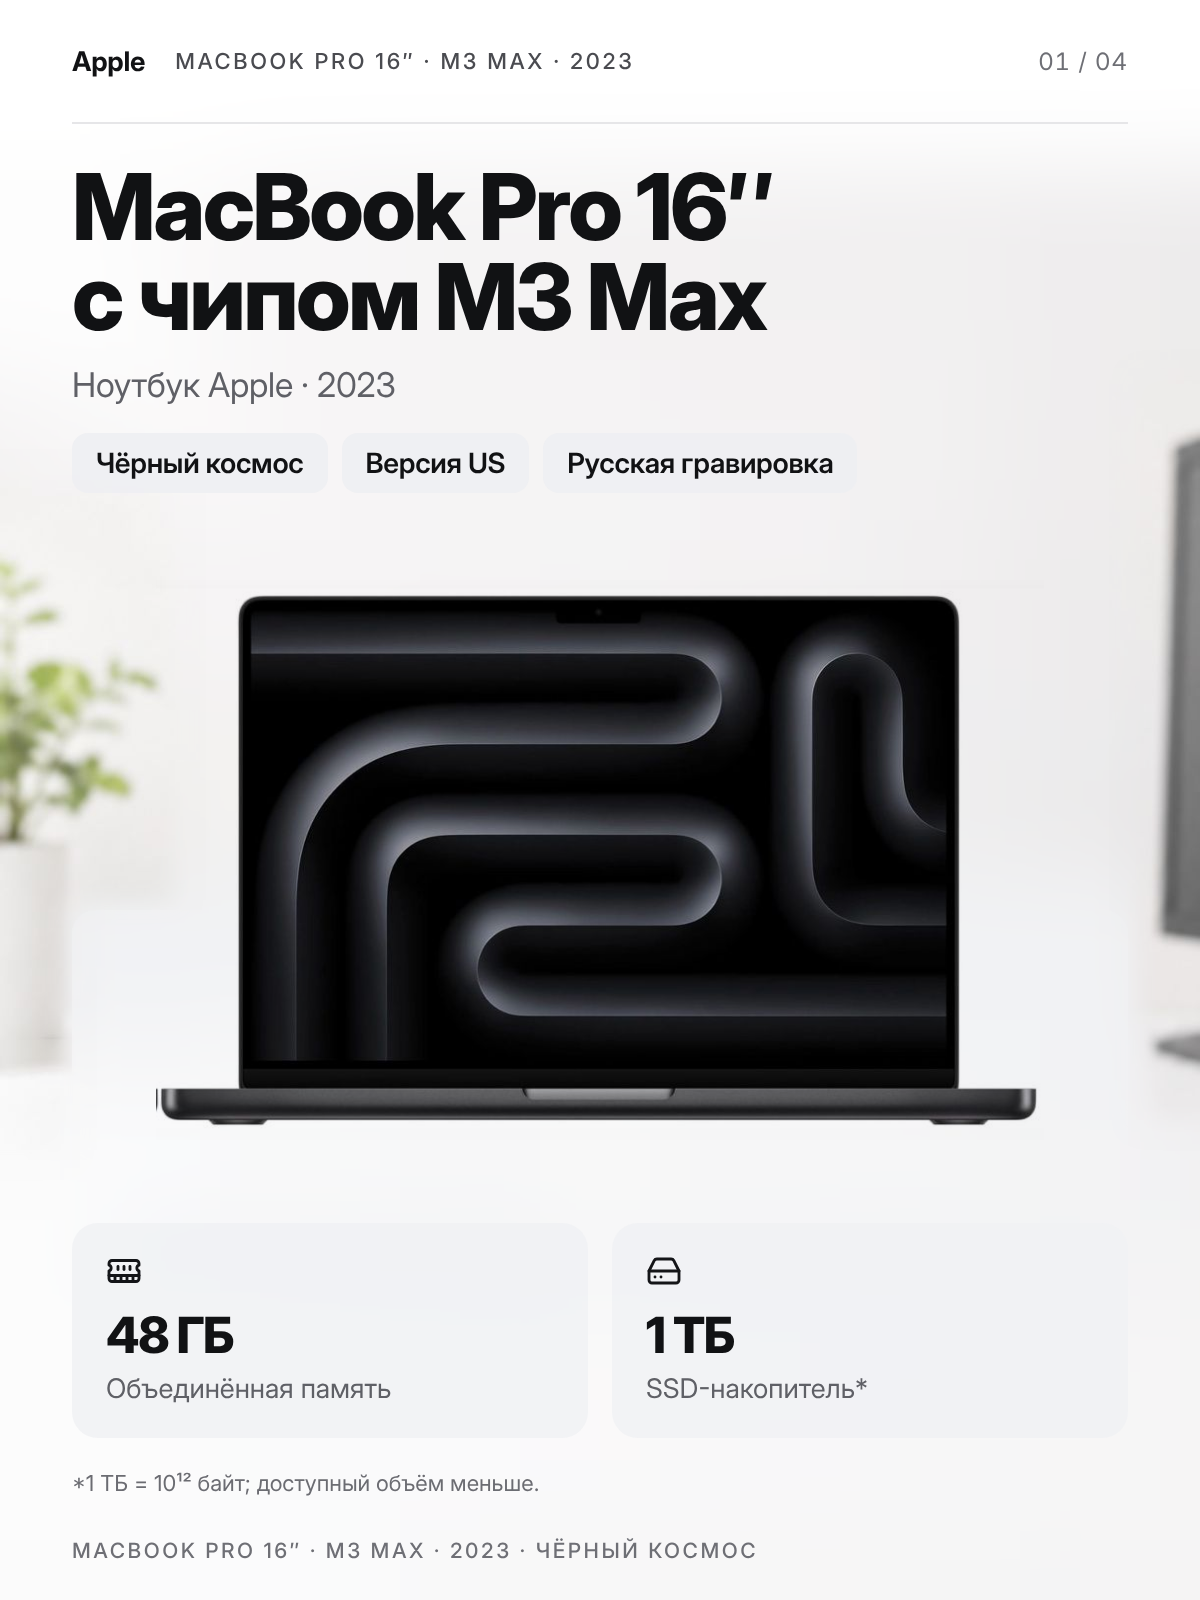 Apple MACBOOK PRO 16″ · M3 MAX · 2023 01 / 04
MacBook Pro 16″
с чипом M3 Max
Ноутбук Apple · 2023
Чёрный космос Версия US Русская гравировка
48 ГБ 1 ТБ
Объединённая память SSD-накопитель*
*1 ТБ = 10¹² байт; доступный объём меньше.
MACBOOK PRO 16″ · M3 MAX · 2023 · ЧЁРНЫЙ КОСМОС